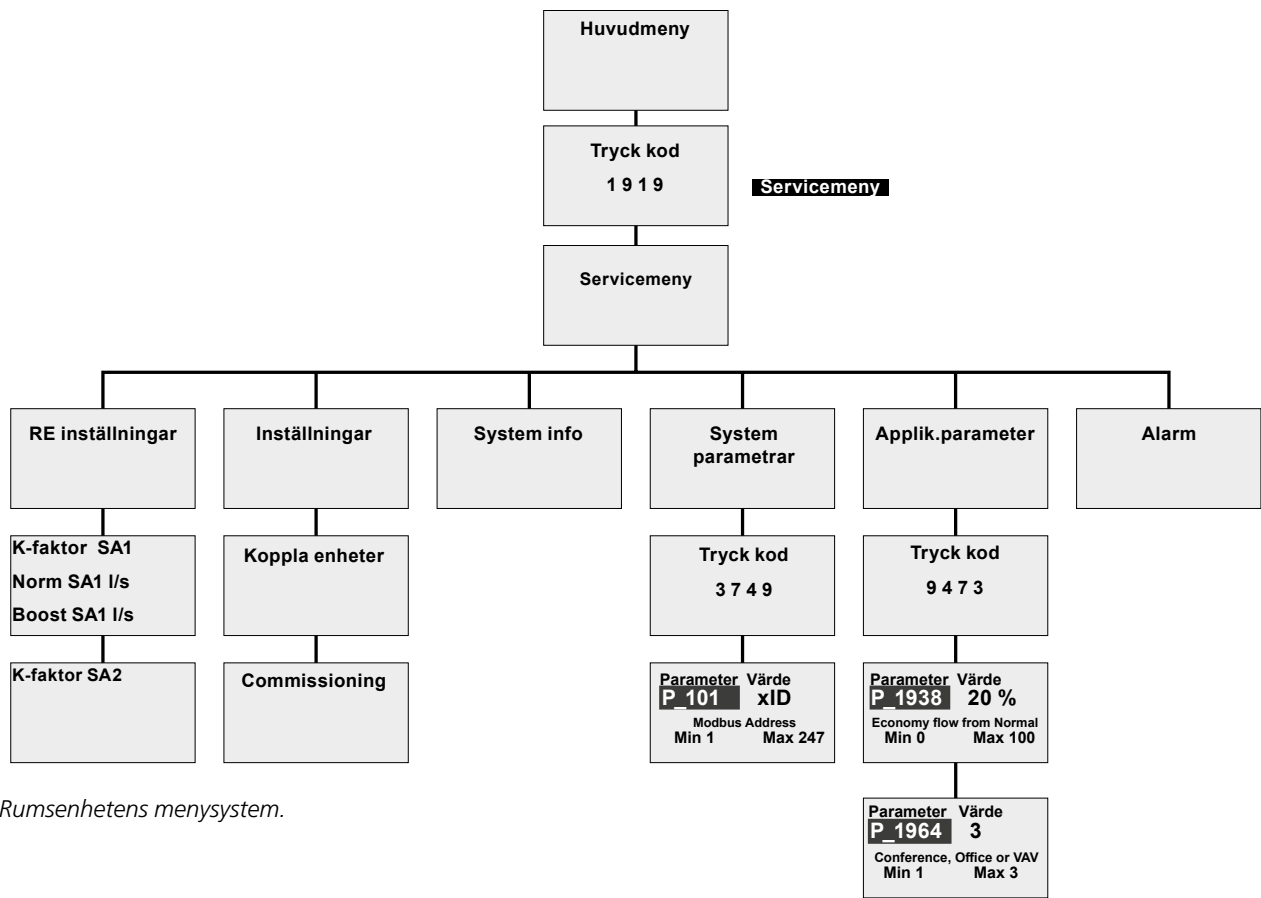 Huvudmeny
Tryck kod
1 9 1 9
Servicemeny
Servicemeny
RE inställningar
Inställningar
System info
System
parametrar
Applik.parameter
Alarm
K-faktor SA1
Norm SA1 l/s
Boost SA1 l/s
Koppla enheter
Tryck kod
3 7 4 9
Tryck kod
9 4 7 3
K-faktor SA2
Commissioning
Parameter Värde
P_101 xID
Modbus Address
Min 1 Max 247
Parameter Värde
P_1938 20 %
Economy flow from Normal
Min 0 Max 100
Rumsenhetens menysystem.
Parameter Värde
P_1964 3
Conference, Office or VAV
Min 1 Max 3